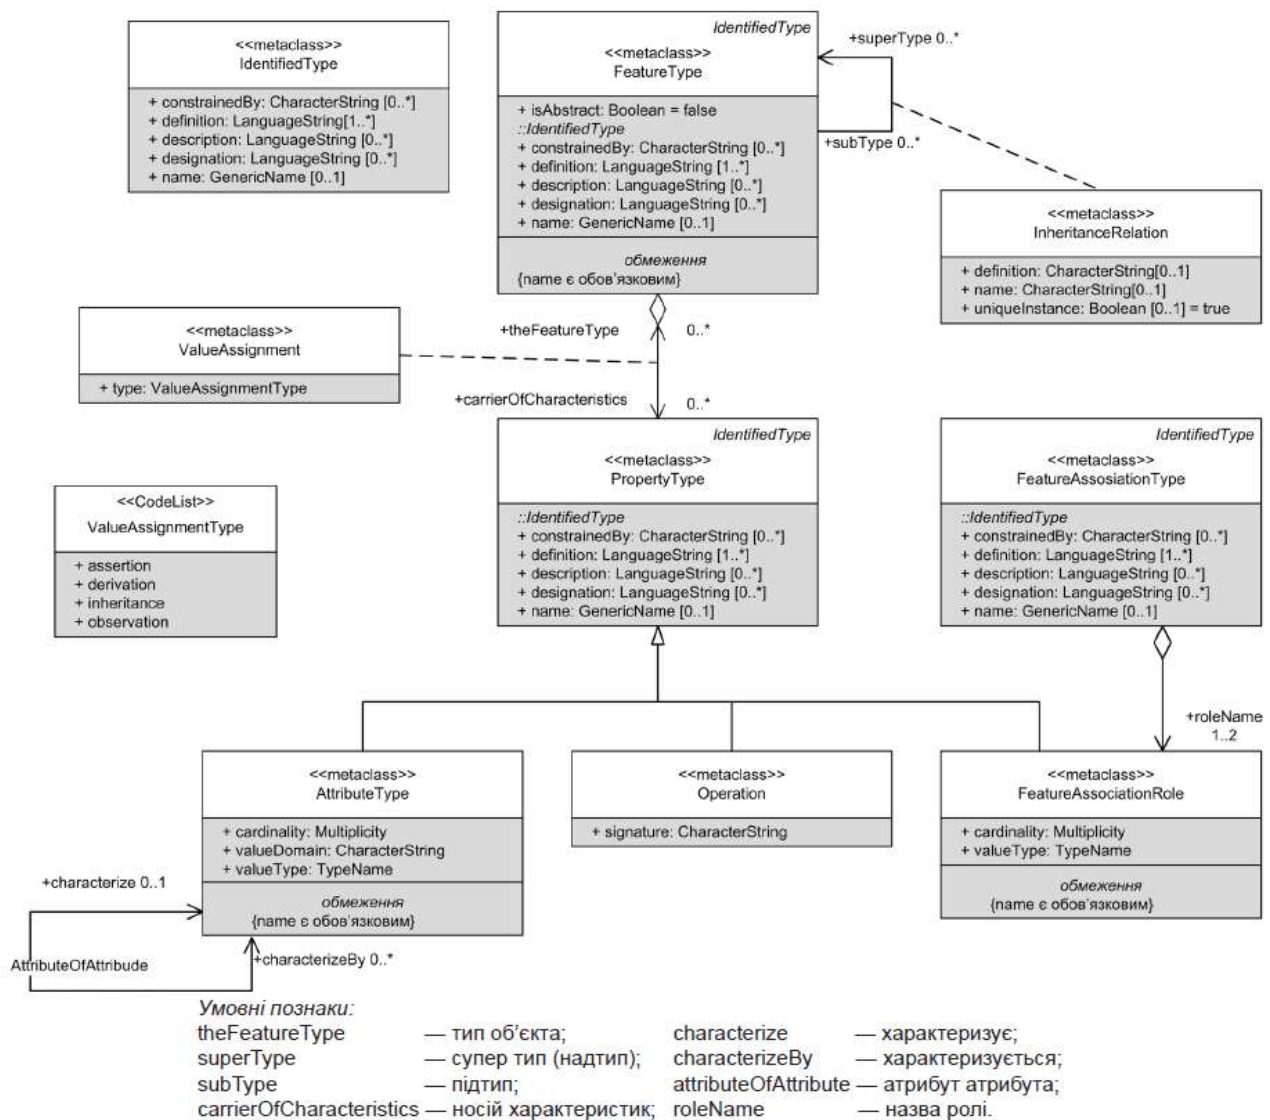 <<metaclass>>
IdentifiedType
+ constrainedBy: CharacterString [0..*]
+ definition: LanguageString[1..*]
+ description: LanguageString [0..*]
+ designation: LanguageString [0..*]
+ name: GenericName [0..1]
IdentifiedType
<<metaclass>>
FeatureType
+ isAbstract: Boolean = false
::IdentifiedType
+ constrainedBy: CharacterString [0..*]
+ definition: LanguageString [1..*]
+ description: LanguageString [0..*]
+ designation: LanguageString [0..*]
+ name: GenericName [0..1]
обмеження
{name є обов’язковим}
+superType 0..*
+subType 0..*
<<metaclass>>
InheritanceRelation
+ definition: CharacterString[0..1]
+ name: CharacterString[0..1]
+ uniqueInstance: Boolean [0..1] = true
<<metaclass>>
ValueAssignment
+ type: ValueAssignmentType
+theFeatureType 0..*
+carrierOfCharacteristics 0..*
<<CodeList>>
ValueAssignmentType
+ assertion
+ derivation
+ inheritance
+ observation
IdentifiedType
<<metaclass>>
PropertyType
::IdentifiedType
+ constrainedBy: CharacterString [0..*]
+ definition: LanguageString [1..*]
+ description: LanguageString [0..*]
+ designation: LanguageString [0..*]
+ name: GenericName [0..1]
IdentifiedType
<<metaclass>>
FeatureAssosiationType
::IdentifiedType
+ constrainedBy: CharacterString [0..*]
+ definition: LanguageString [1..*]
+ description: LanguageString [0..*]
+ designation: LanguageString [0..*]
+ name: GenericName [0..1]
+roleName
1..2
<<metaclass>>
AttributeType
+ cardinality: Multiplicity
+ valueDomain: CharacterString
+ valueType: TypeName
обмеження
{name є обов’язковим}
<<metaclass>>
Operation
+ signature: CharacterString
<<metaclass>>
FeatureAssociationRole
+ cardinality: Multiplicity
+ valueType: TypeName
обмеження
{name є обов’язковим}
+characterize 0..1
AttributeOfAttribude
+characterizeBy 0..*
Умовні познаки:
theFeatureType — тип об’єкта; characterize — характеризує;
superType — супер тип (надтип); characterizeBy — характеризується;
subType — підтип; attributeOfAttribute — атрибут атрибута;
carrierOfCharacteristics — носій характеристик; roleName — назва ролі.